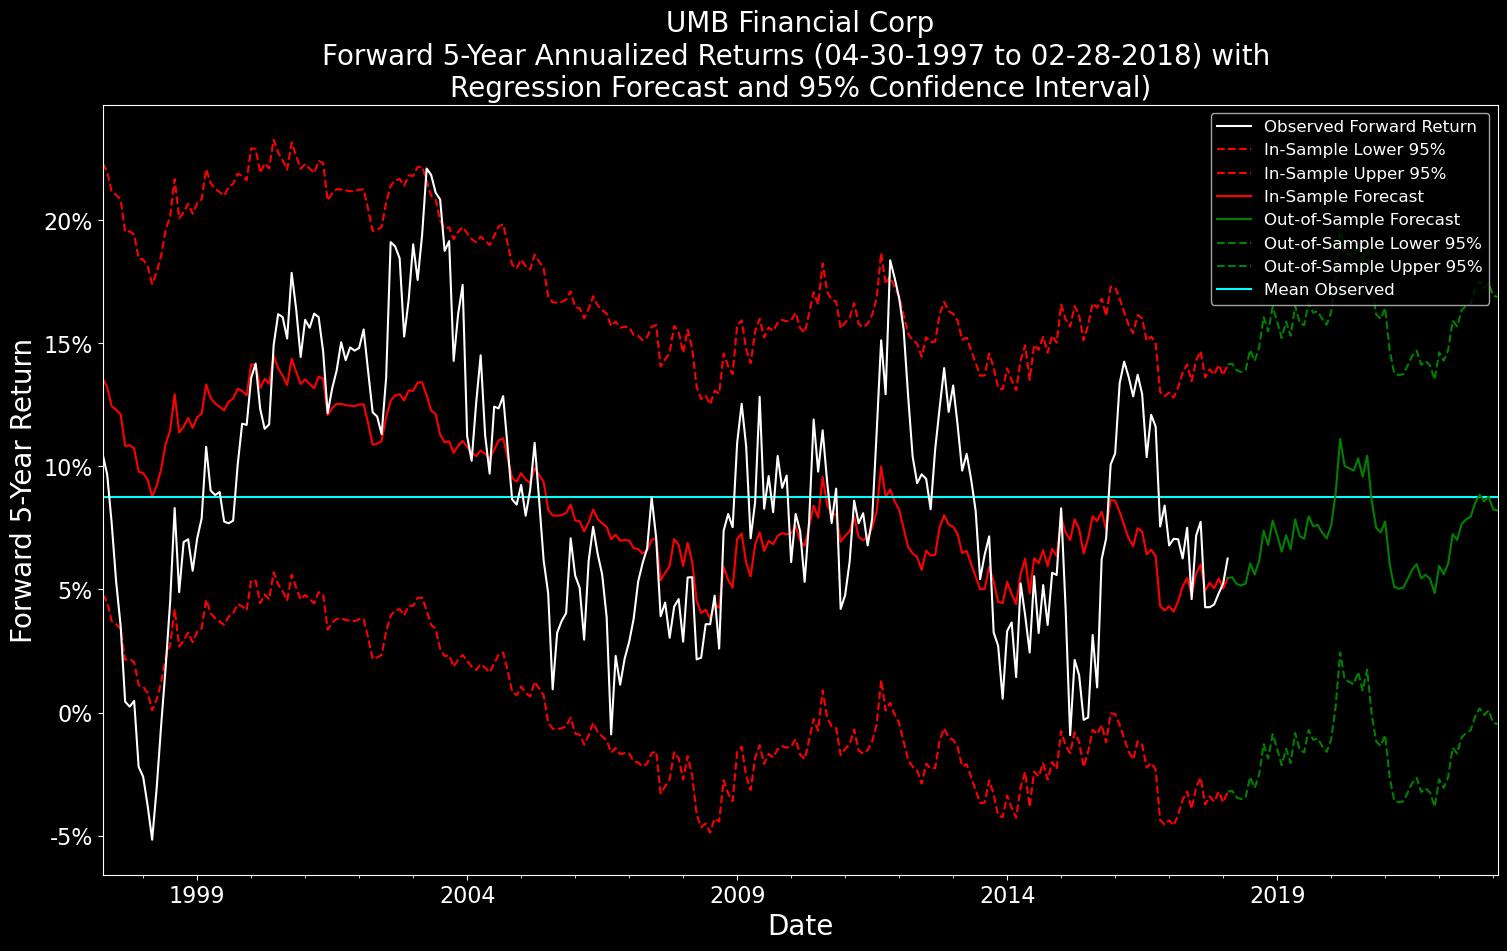 UMB Financial Corp
Forward 5-Year Annualized Returns (04-30-1997 to 02-28-2018) with
Regression Forecast and 95% Confidence Interval)
Observed Forward Return
In-Sample Lower 95%
In-Sample Upper 95%
In-Sample Forecast
Out-of-Sample Forecast
Out-of-Sample Lower 95%
Out-of-Sample Upper 95%
Mean Observed
Forward 5-Year Return
20%
15%
10%
5%
0%
-5%
1999
2004
2009
2014
2019
Date